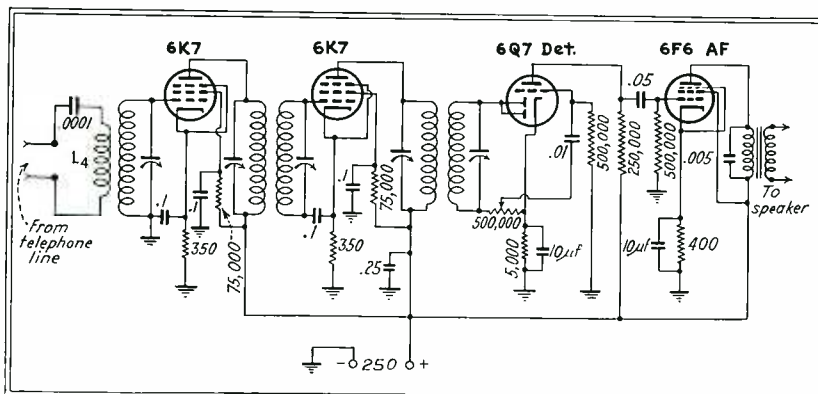 6K7
6K7
6Q7 Det.
6F6 AF
.0001
L4
From
telephone
line
.1
.1
350
75,000
.1
.1
350
75,000
.25
500,000
5,000
.01
10µf
500,000
250,000
.05
500,000
10µf
400
.005
To
speaker
- 250 +